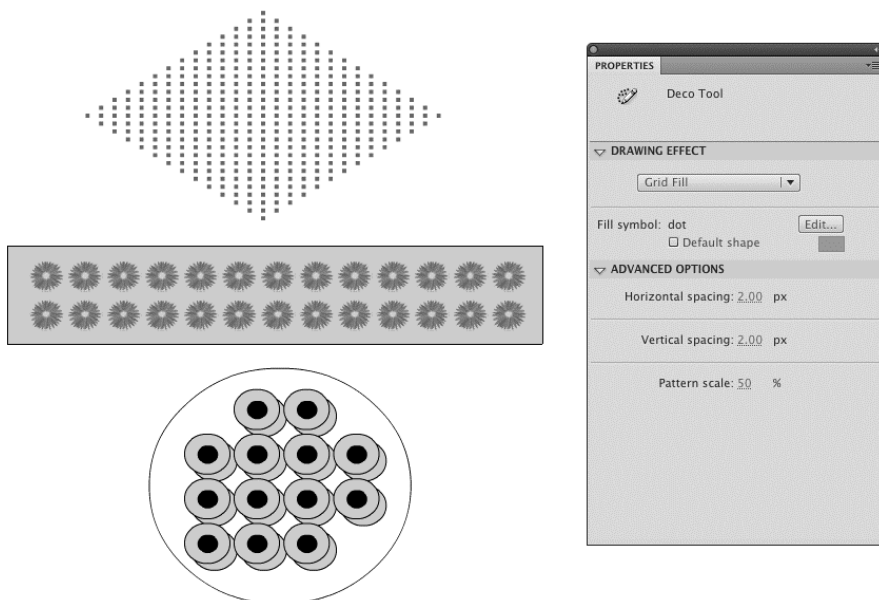 PROPERTIES
Deco Tool
DRAWING EFFECT
Grid Fill
Fill symbol: dot Edit...
Default shape
ADVANCED OPTIONS
Horizontal spacing: 2.00 px
Vertical spacing: 2.00 px
Pattern scale: 50 %